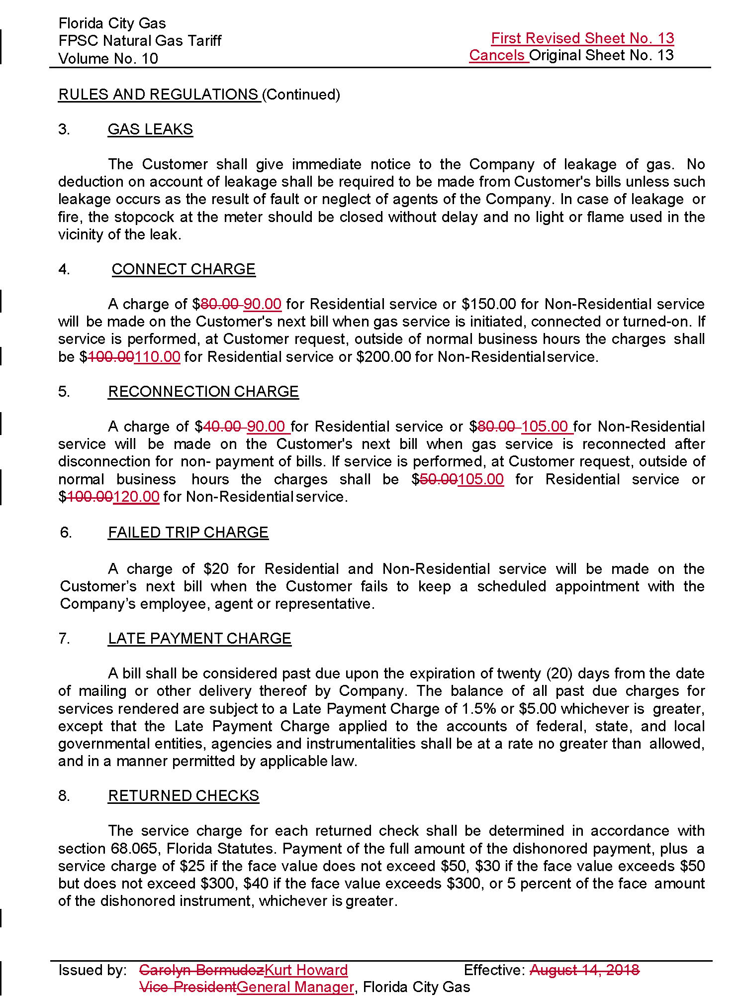 Florida City Gas
FPSC Natural Gas Tariff
First Revised Sheet No. 13
Volume No. 10
Cancels Original Sheet No. 13
RULES AND REGULATIONS (Continued)
3. GAS LEAKS
The Customer shall give immediate notice to the Company of leakage of gas. No
deduction on account of leakage shall be required to be made from Customer's bills unless such
leakage occurs as the result of fault or neglect of agents of the Company. In case of leakage or
fire, the stopcock at the meter should be closed without delay and no light or flame used in the
vicinity of the leak.
4. CONNECT CHARGE
A charge of $80.00 90.00 for Residential service or $150.00 for Non-Residential service
will be made on the Customer's next bill when gas service is initiated, connected or turned-on. If
service is performed, at Customer request, outside of normal business hours the charges shall
be $100.00110.00 for Residential service or $200.00 for Non-Residential service.
5. RECONNECTION CHARGE
A charge of $40.00 90.00 for Residential service or $80.00 105.00 for Non-Residential
service will be made on the Customer's next bill when gas service is reconnected after
disconnection for non- payment of bills. If service is performed, at Customer request, outside of
normal business hours the charges shall be $50.00105.00 for Residential service or
$100.00120.00 for Non-Residential service.
6. FAILED TRIP CHARGE
A charge of $20 for Residential and Non-Residential service will be made on the
Customer’s next bill when the Customer fails to keep a scheduled appointment with the
Company’s employee, agent or representative.
7. LATE PAYMENT CHARGE
A bill shall be considered past due upon the expiration of twenty (20) days from the date
of mailing or other delivery thereof by Company. The balance of all past due charges for
services rendered are subject to a Late Payment Charge of 1.5% or $5.00 whichever is greater,
except that the Late Payment Charge applied to the accounts of federal, state, and local
governmental entities, agencies and instrumentalities shall be at a rate no greater than allowed,
and in a manner permitted by applicable law.
8. RETURNED CHECKS
The service charge for each returned check shall be determined in accordance with
section 68.065, Florida Statutes. Payment of the full amount of the dishonored payment, plus a
service charge of $25 if the face value does not exceed $50, $30 if the face value exceeds $50
but does not exceed $300, $40 if the face value exceeds $300, or 5 percent of the face amount
of the dishonored instrument, whichever is greater.
Issued by: Carolyn BermudezKurt Howard Effective: August 14, 2018
Vice PresidentGeneral Manager, Florida City Gas